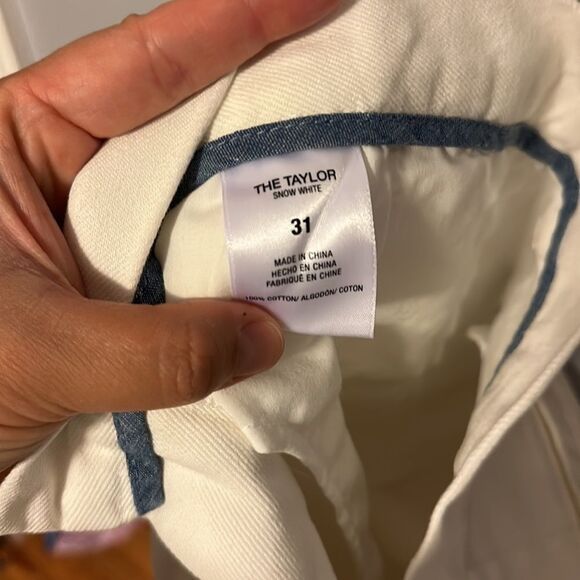 THE TAYLOR
SNOW WHITE
31
MADE IN CHINA
HECHO EN CHINA
FABRIQUÉ EN CHINE
100% COTTON/ ALGODÓN/ COTON